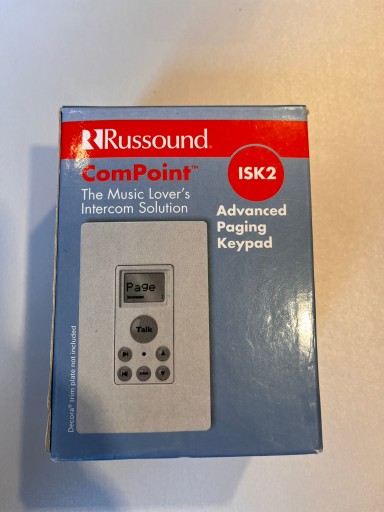 Russound®
ComPoint™
The Music Lover's
Intercom Solution
ISK2
Advanced
Paging
Keypad
Page
Talk
Decora® trim plate not included